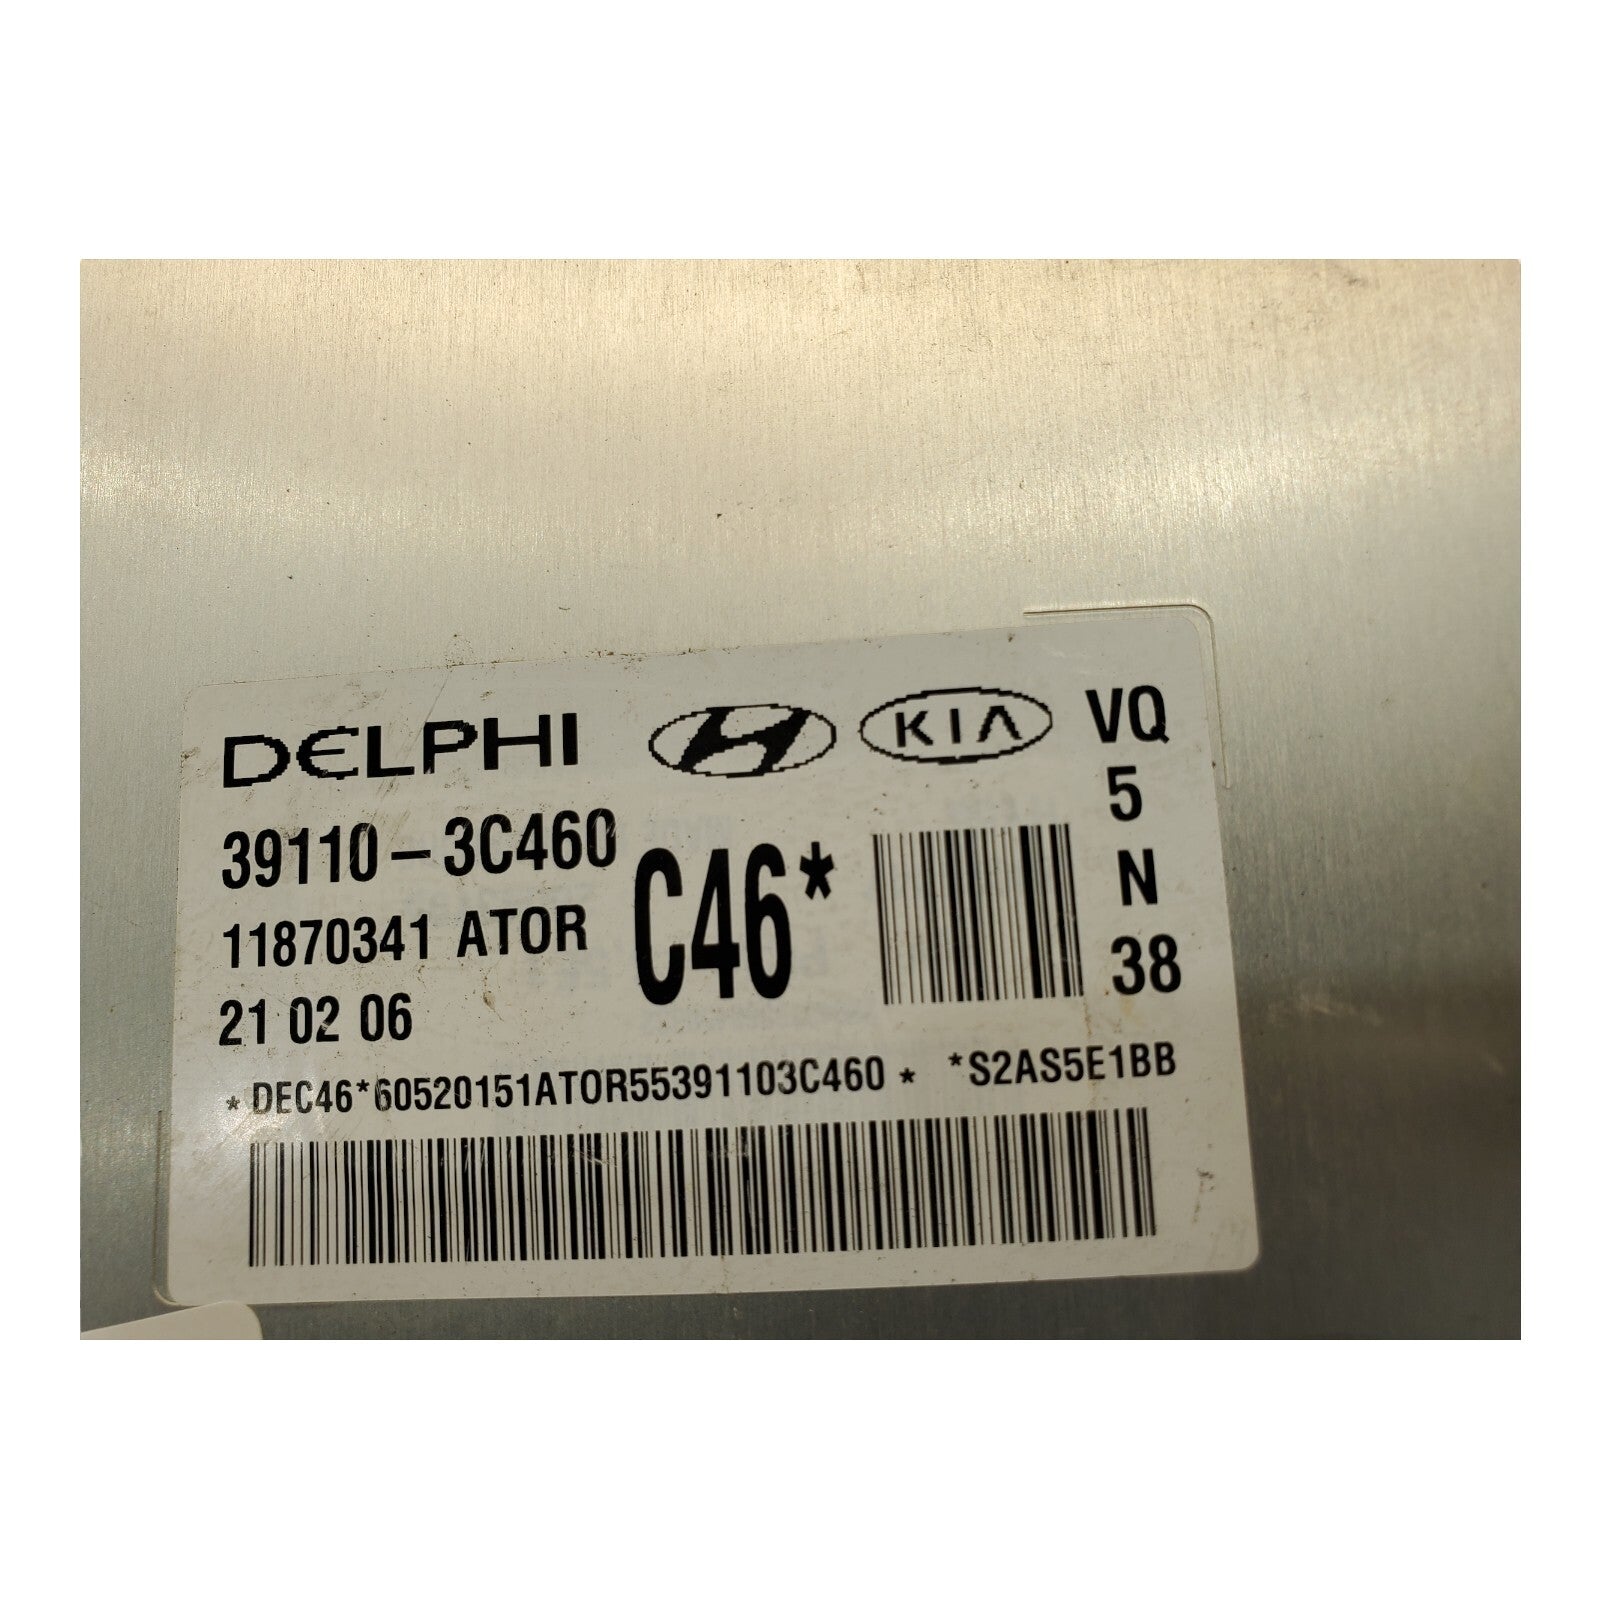 DELPHI KIA VQ
39110-3C460 C46* 5
11870341 ATOR N
21 02 06 38
*DEC46*60520151ATOR55391103C460* *S2AS5E1BB